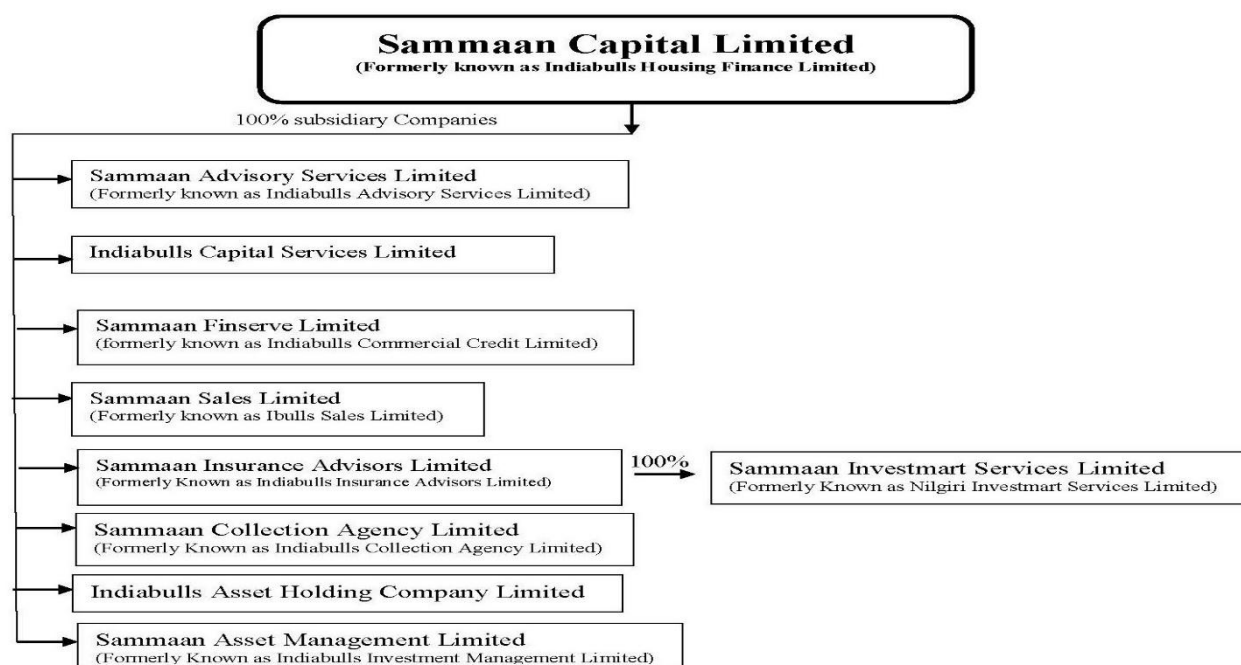 Sammaan Capital Limited
(Formerly known as Indiabulls Housing Finance Limited)
100% subsidiary Companies
Sammaan Advisory Services Limited
(Formerly known as Indiabulls Advisory Services Limited)
Indiabulls Capital Services Limited
Sammaan Finserve Limited
(formerly known as Indiabulls Commercial Credit Limited)
Sammaan Sales Limited
(Formerly known as Ibulls Sales Limited)
Sammaan Insurance Advisors Limited
(Formerly Known as Indiabulls Insurance Advisors Limited)
100%
Sammaan Investmart Services Limited
(Formerly Known as Nilgiri Investmart Services Limited)
Sammaan Collection Agency Limited
(Formerly Known as Indiabulls Collection Agency Limited)
Indiabulls Asset Holding Company Limited
Sammaan Asset Management Limited
(Formerly Known as Indiabulls Investment Management Limited)